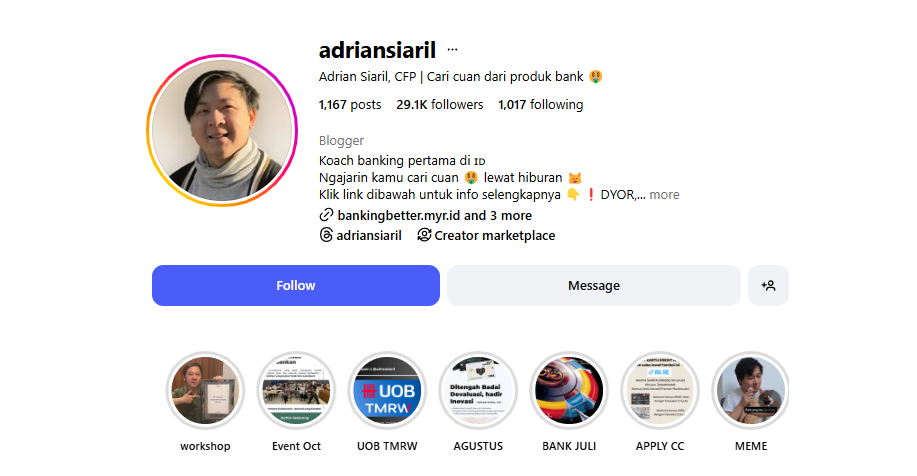 adriansiaril ...
Adrian Siaril, CFP | Cari cuan dari produk bank 🤑
1,167 posts 29.1K followers 1,017 following
Blogger
Koach banking pertama di ɪᴅ
Ngajarin kamu cari cuan 🤑 lewat hiburan 😼
Klik link dibawah untuk info selengkapnya 👇 ❗ DYOR,... more
bankingbetter.myr.id and 3 more
adriansiaril Creator marketplace
Follow Message
UOB
TMRW
Ditengah Badai
Devaluasi, hadir
Inovasi
workshop Event Oct UOB TMRW AGUSTUS BANK JULI APPLY CC MEME